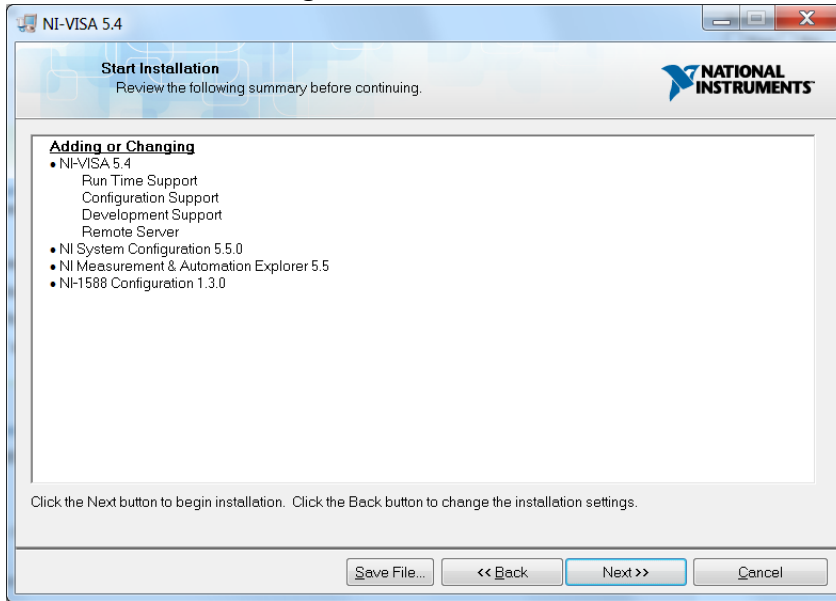 NI-VISA 5.4
Start Installation
Review the following summary before continuing.
NATIONAL
INSTRUMENTS™
Adding or Changing
• NI-VISA 5.4
Run Time Support
Configuration Support
Development Support
Remote Server
• NI System Configuration 5.5.0
• NI Measurement & Automation Explorer 5.5
• NI-1588 Configuration 1.3.0
Click the Next button to begin installation.  Click the Back button to change the installation settings.
Save File... << Back Next >> Cancel